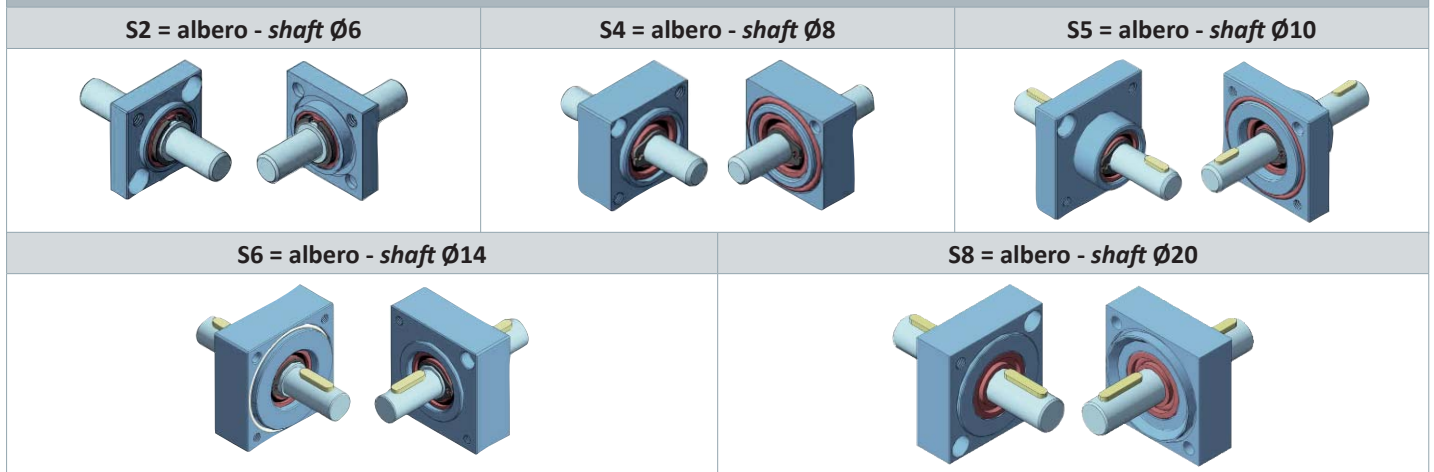 S2 = albero - shaft Ø6
S4 = albero - shaft Ø8
S5 = albero - shaft Ø10
S6 = albero - shaft Ø14
S8 = albero - shaft Ø20